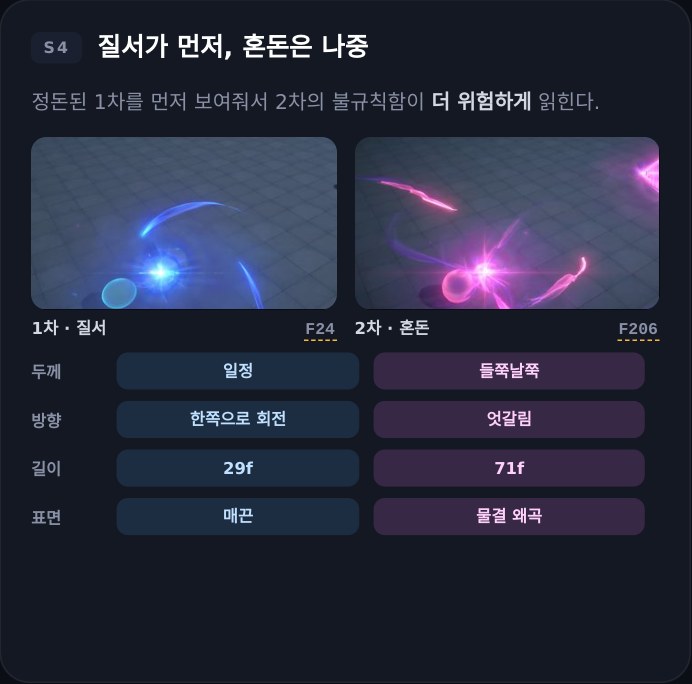 S4 질서가 먼저, 혼돈은 나중
정돈된 1차를 먼저 보여줘서 2차의 불규칙함이 더 위험하게 읽힌다.
1차 · 질서 F24 2차 · 혼돈 F206
두께 일정 들쭉날쭉
방향 한쪽으로 회전 엇갈림
길이 29f 71f
표면 매끈 물결 왜곡